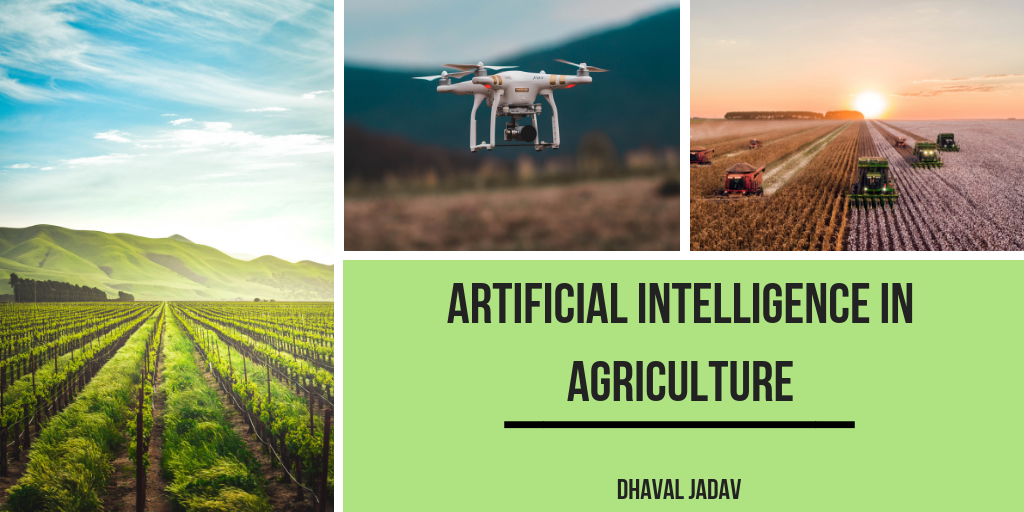 ARTIFICIAL INTELLIGENCE IN
AGRICULTURE
DHAVAL JADAV